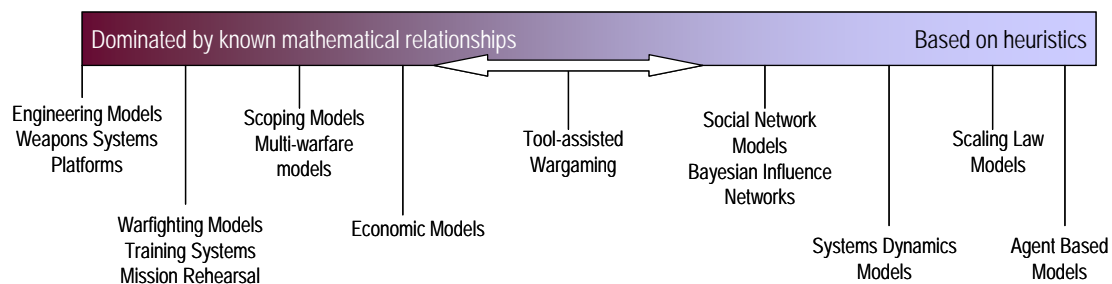 Dominated by known mathematical relationships
Based on heuristics
Engineering Models
Weapons Systems
Platforms
Warfighting Models
Training Systems
Mission Rehearsal
Scoping Models
Multi-warfare
models
Economic Models
Tool-assisted
Wargaming
Social Network
Models
Bayesian Influence
Networks
Systems Dynamics
Models
Scaling Law
Models
Agent Based
Models